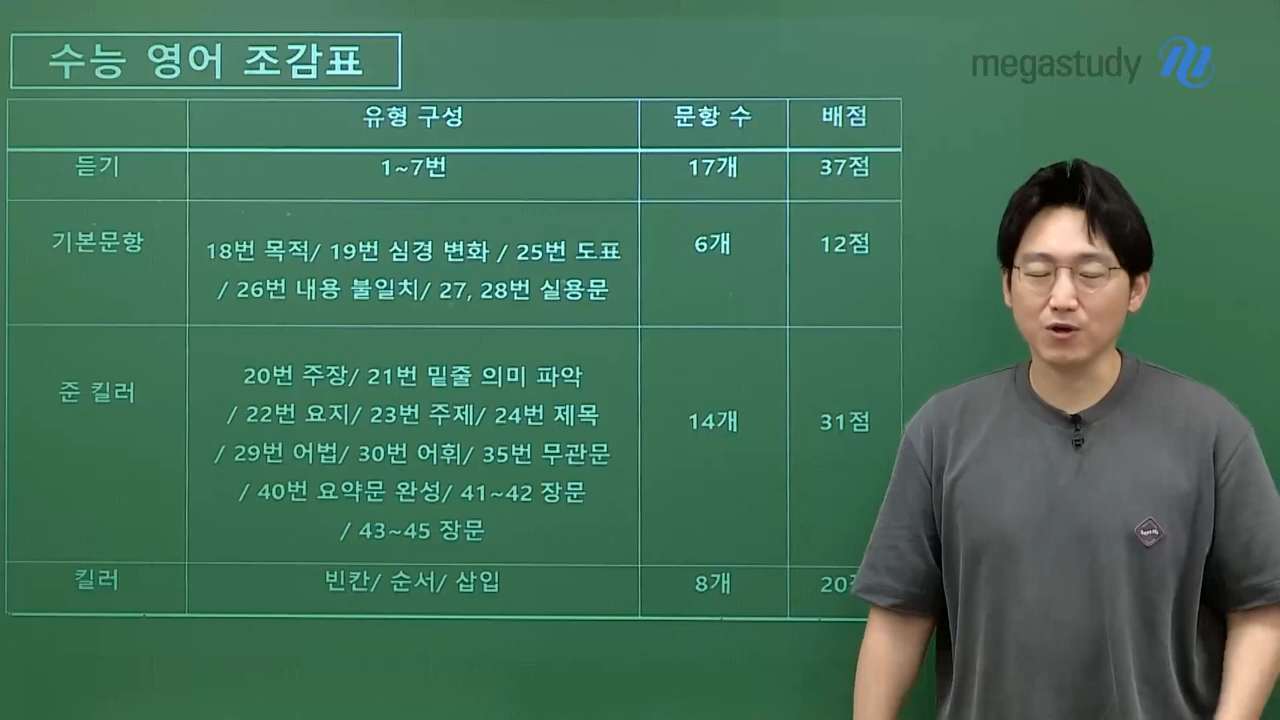 수능 영어 조감표
megastudy
유형 구성 문항 수 배점
듣기 1~7번 17개 37점
기본문항 18번 목적/ 19번 심경 변화 / 25번 도표 6개 12점
/ 26번 내용 불일치/ 27, 28번 실용문
준 킬러 20번 주장/ 21번 밑줄 의미 파악 14개 31점
/ 22번 요지/ 23번 주제/ 24번 제목
/ 29번 어법/ 30번 어휘/ 35번 무관문
/ 40번 요약문 완성/ 41~42 장문
/ 43~45 장문
킬러 빈칸/ 순서/ 삽입 8개 20